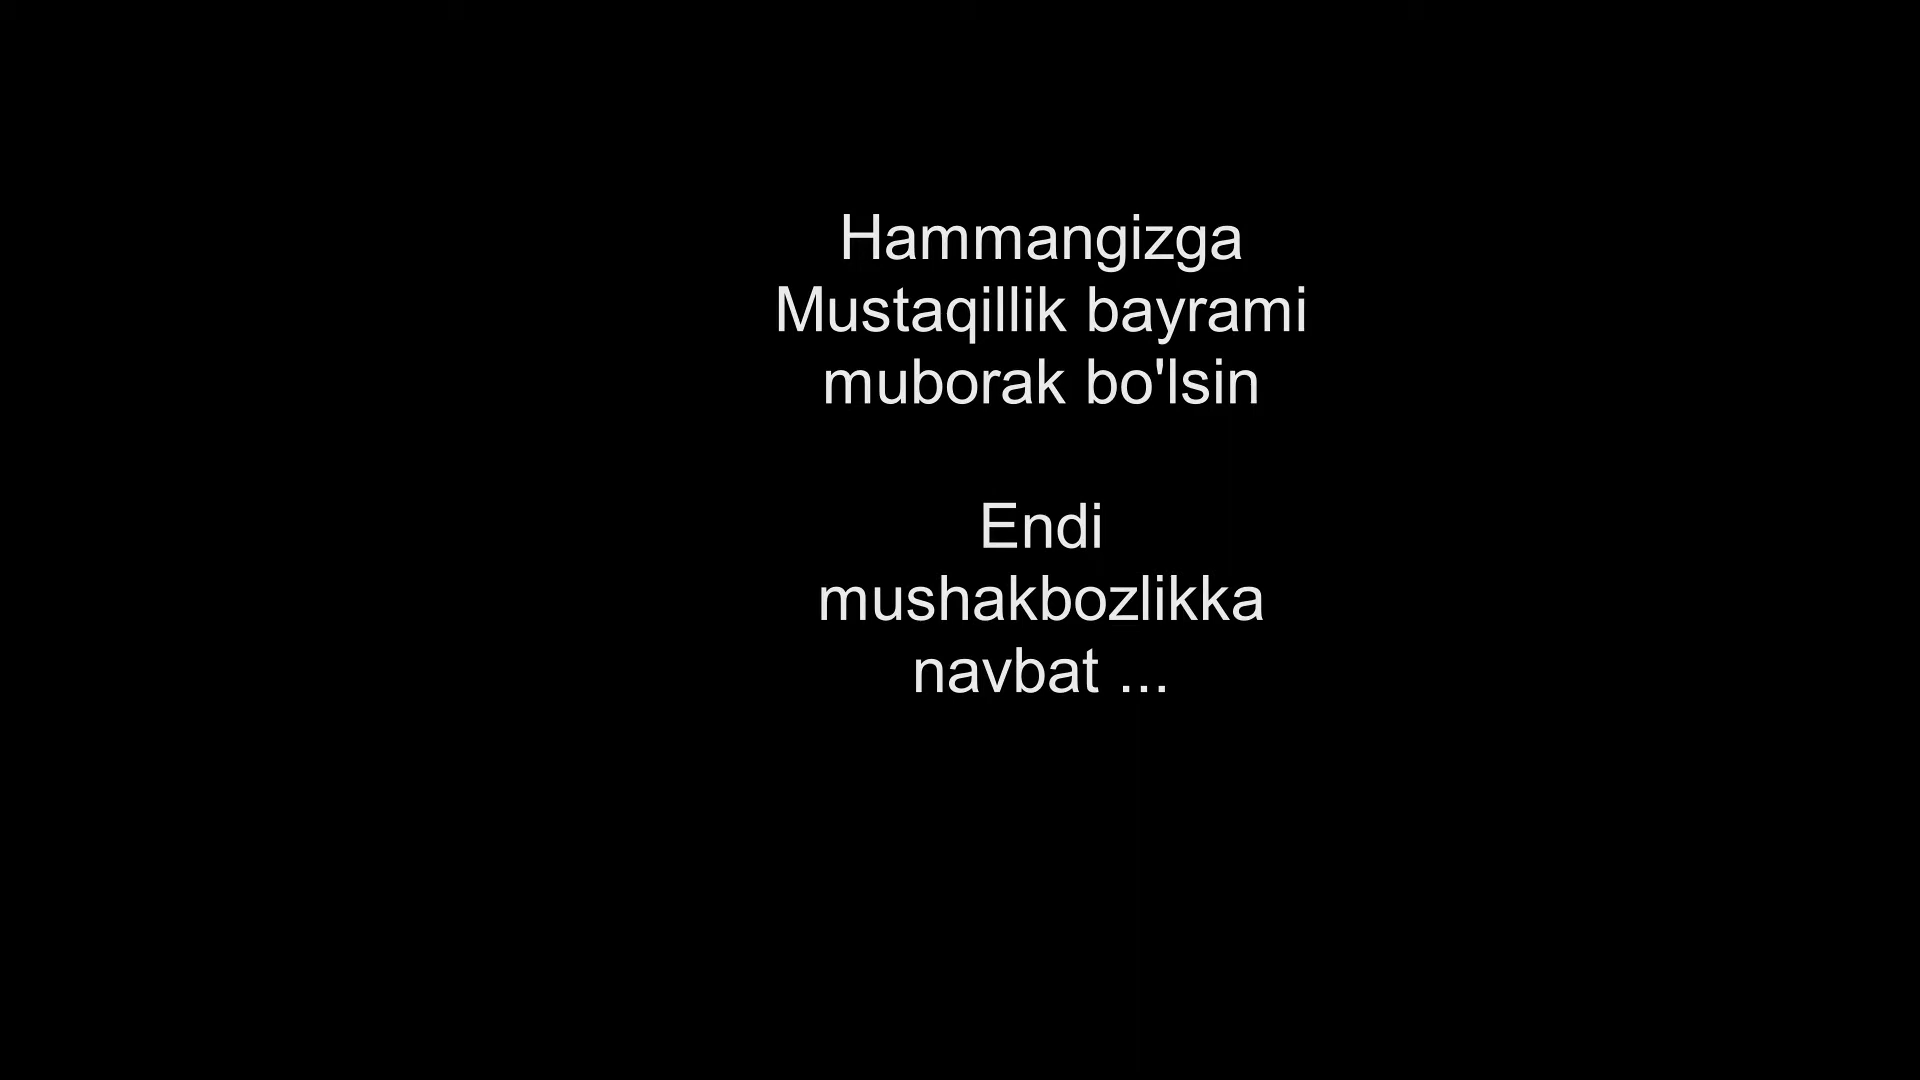 Hammangizga
Mustaqillik bayrami
muborak bo'lsin
Endi
mushakbozlikka
navbat ...